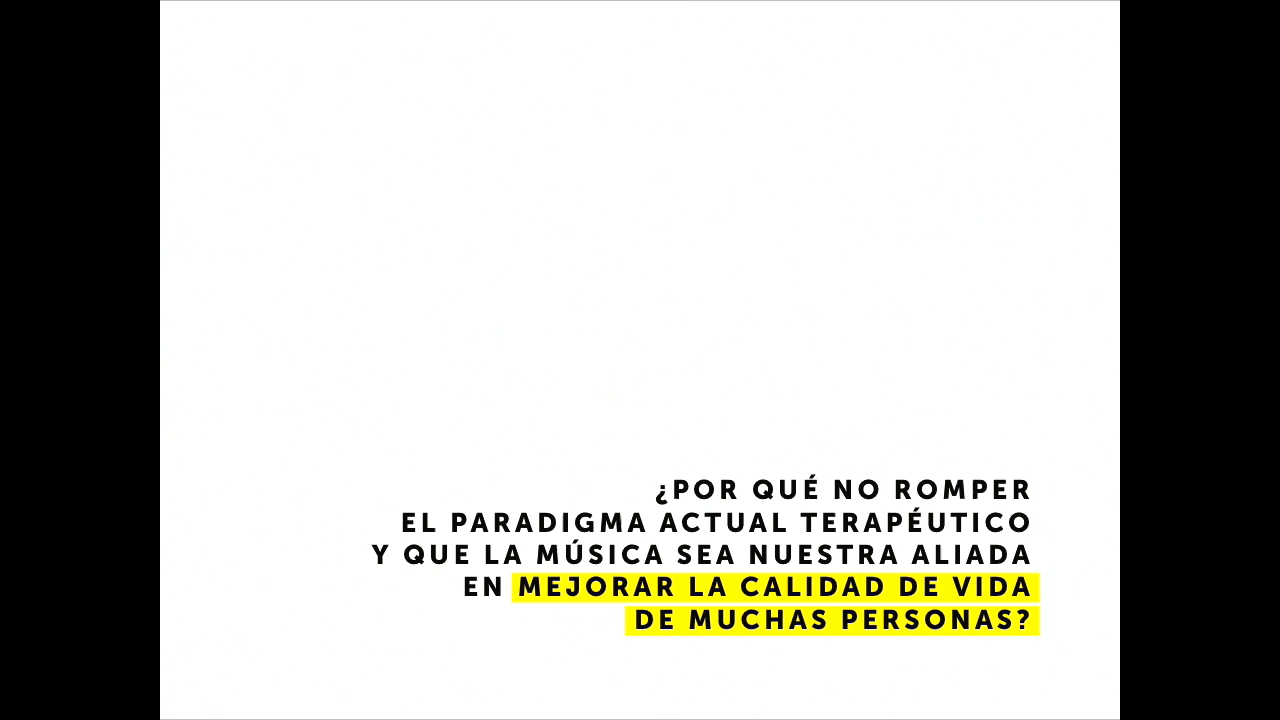 ¿POR QUÉ NO ROMPER
EL PARADIGMA ACTUAL TERAPÉUTICO
Y QUE LA MÚSICA SEA NUESTRA ALIADA
EN MEJORAR LA CALIDAD DE VIDA
DE MUCHAS PERSONAS?